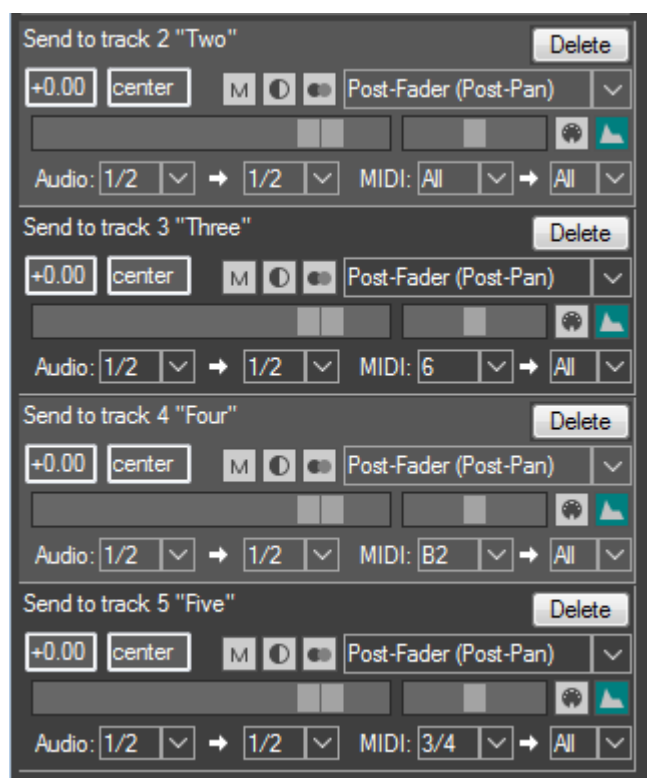 Send to track 2 "Two" Delete
+0.00 center M Post-Fader (Post-Pan)
Audio: 1/2 1/2 MIDI: All All
Send to track 3 "Three" Delete
+0.00 center M Post-Fader (Post-Pan)
Audio: 1/2 1/2 MIDI: 6 All
Send to track 4 "Four" Delete
+0.00 center M Post-Fader (Post-Pan)
Audio: 1/2 1/2 MIDI: B2 All
Send to track 5 "Five" Delete
+0.00 center M Post-Fader (Post-Pan)
Audio: 1/2 1/2 MIDI: 3/4 All